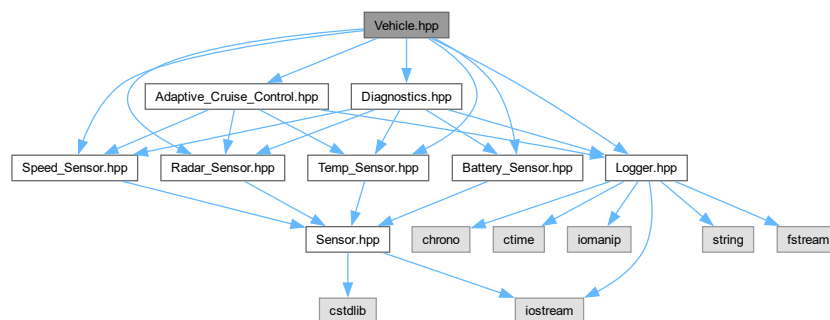 Vehicle.hpp
Adaptive_Cruise_Control.hpp
Diagnostics.hpp
Speed_Sensor.hpp
Radar_Sensor.hpp
Temp_Sensor.hpp
Battery_Sensor.hpp
Logger.hpp
Sensor.hpp
chrono
ctime
iomanip
string
fstream
cstdlib
iostream